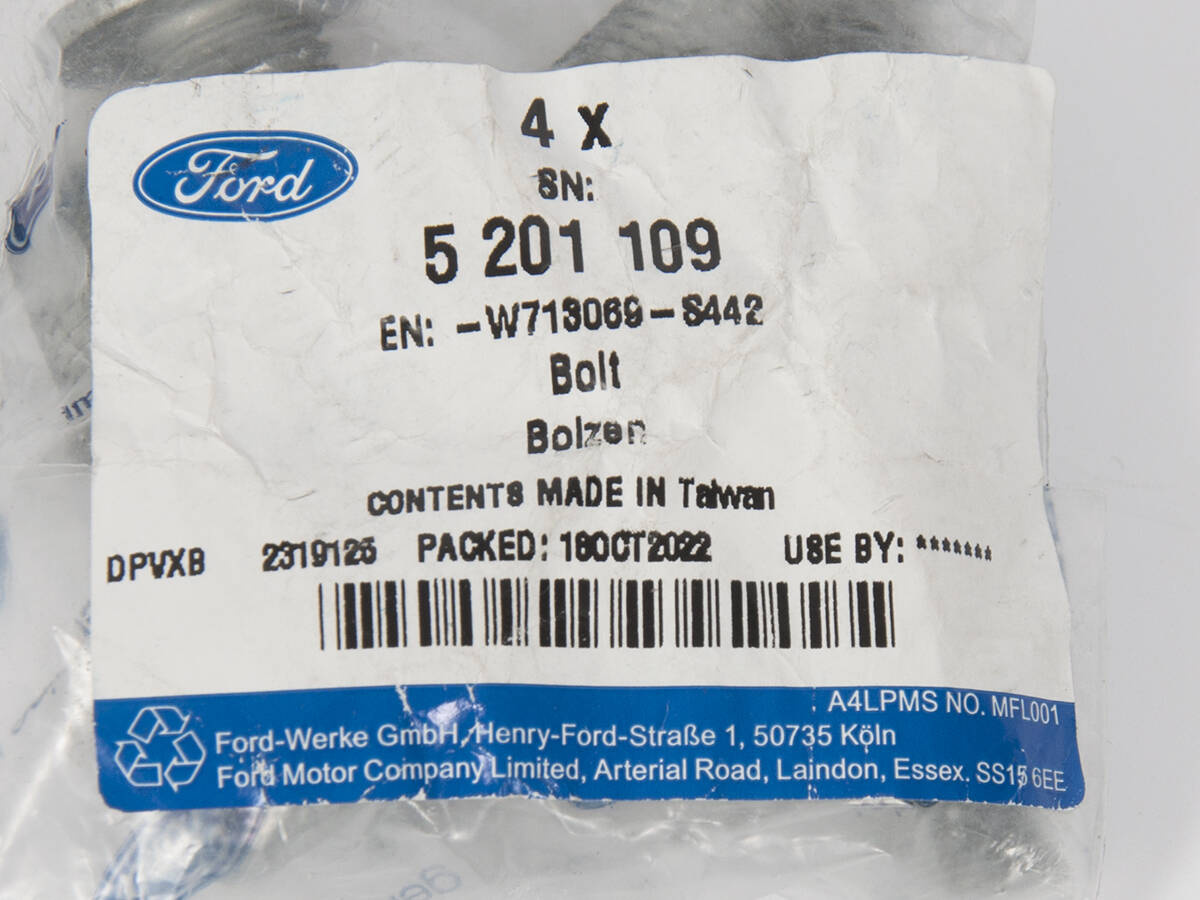 Ford
4 X
SN:
5 201 109
EN: -W713069-S442
Bolt
Bolzen
CONTENTS MADE IN Taiwan
DPVXB 2319125 PACKED: 18OCT2022 USE BY: *******
A4LPMS NO. MFL001
Ford-Werke GmbH, Henry-Ford-Straße 1, 50735 Köln
Ford Motor Company Limited, Arterial Road, Laindon, Essex. SS15 6EE